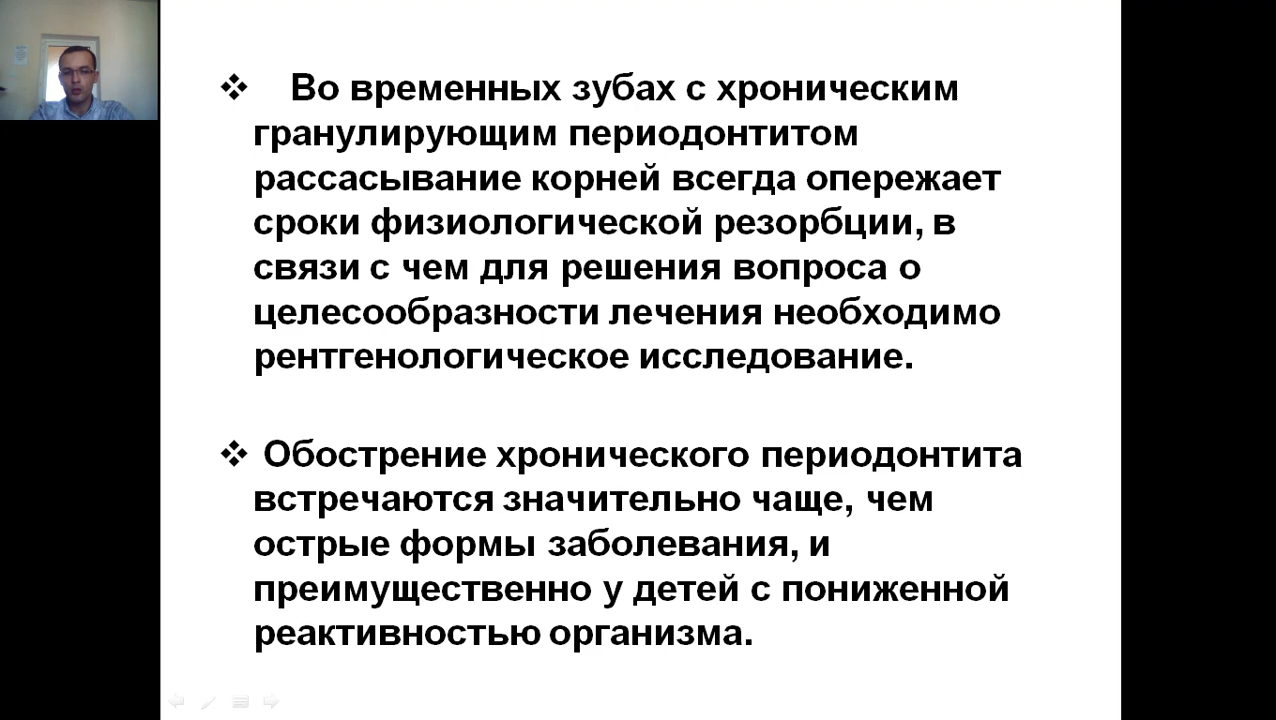 ❖ Во временных зубах с хроническим
гранулирующим периодонтитом
рассасывание корней всегда опережает
сроки физиологической резорбции, в
связи с чем для решения вопроса о
целесообразности лечения необходимо
рентгенологическое исследование.
❖ Обострение хронического периодонтита
встречаются значительно чаще, чем
острые формы заболевания, и
преимущественно у детей с пониженной
реактивностью организма.